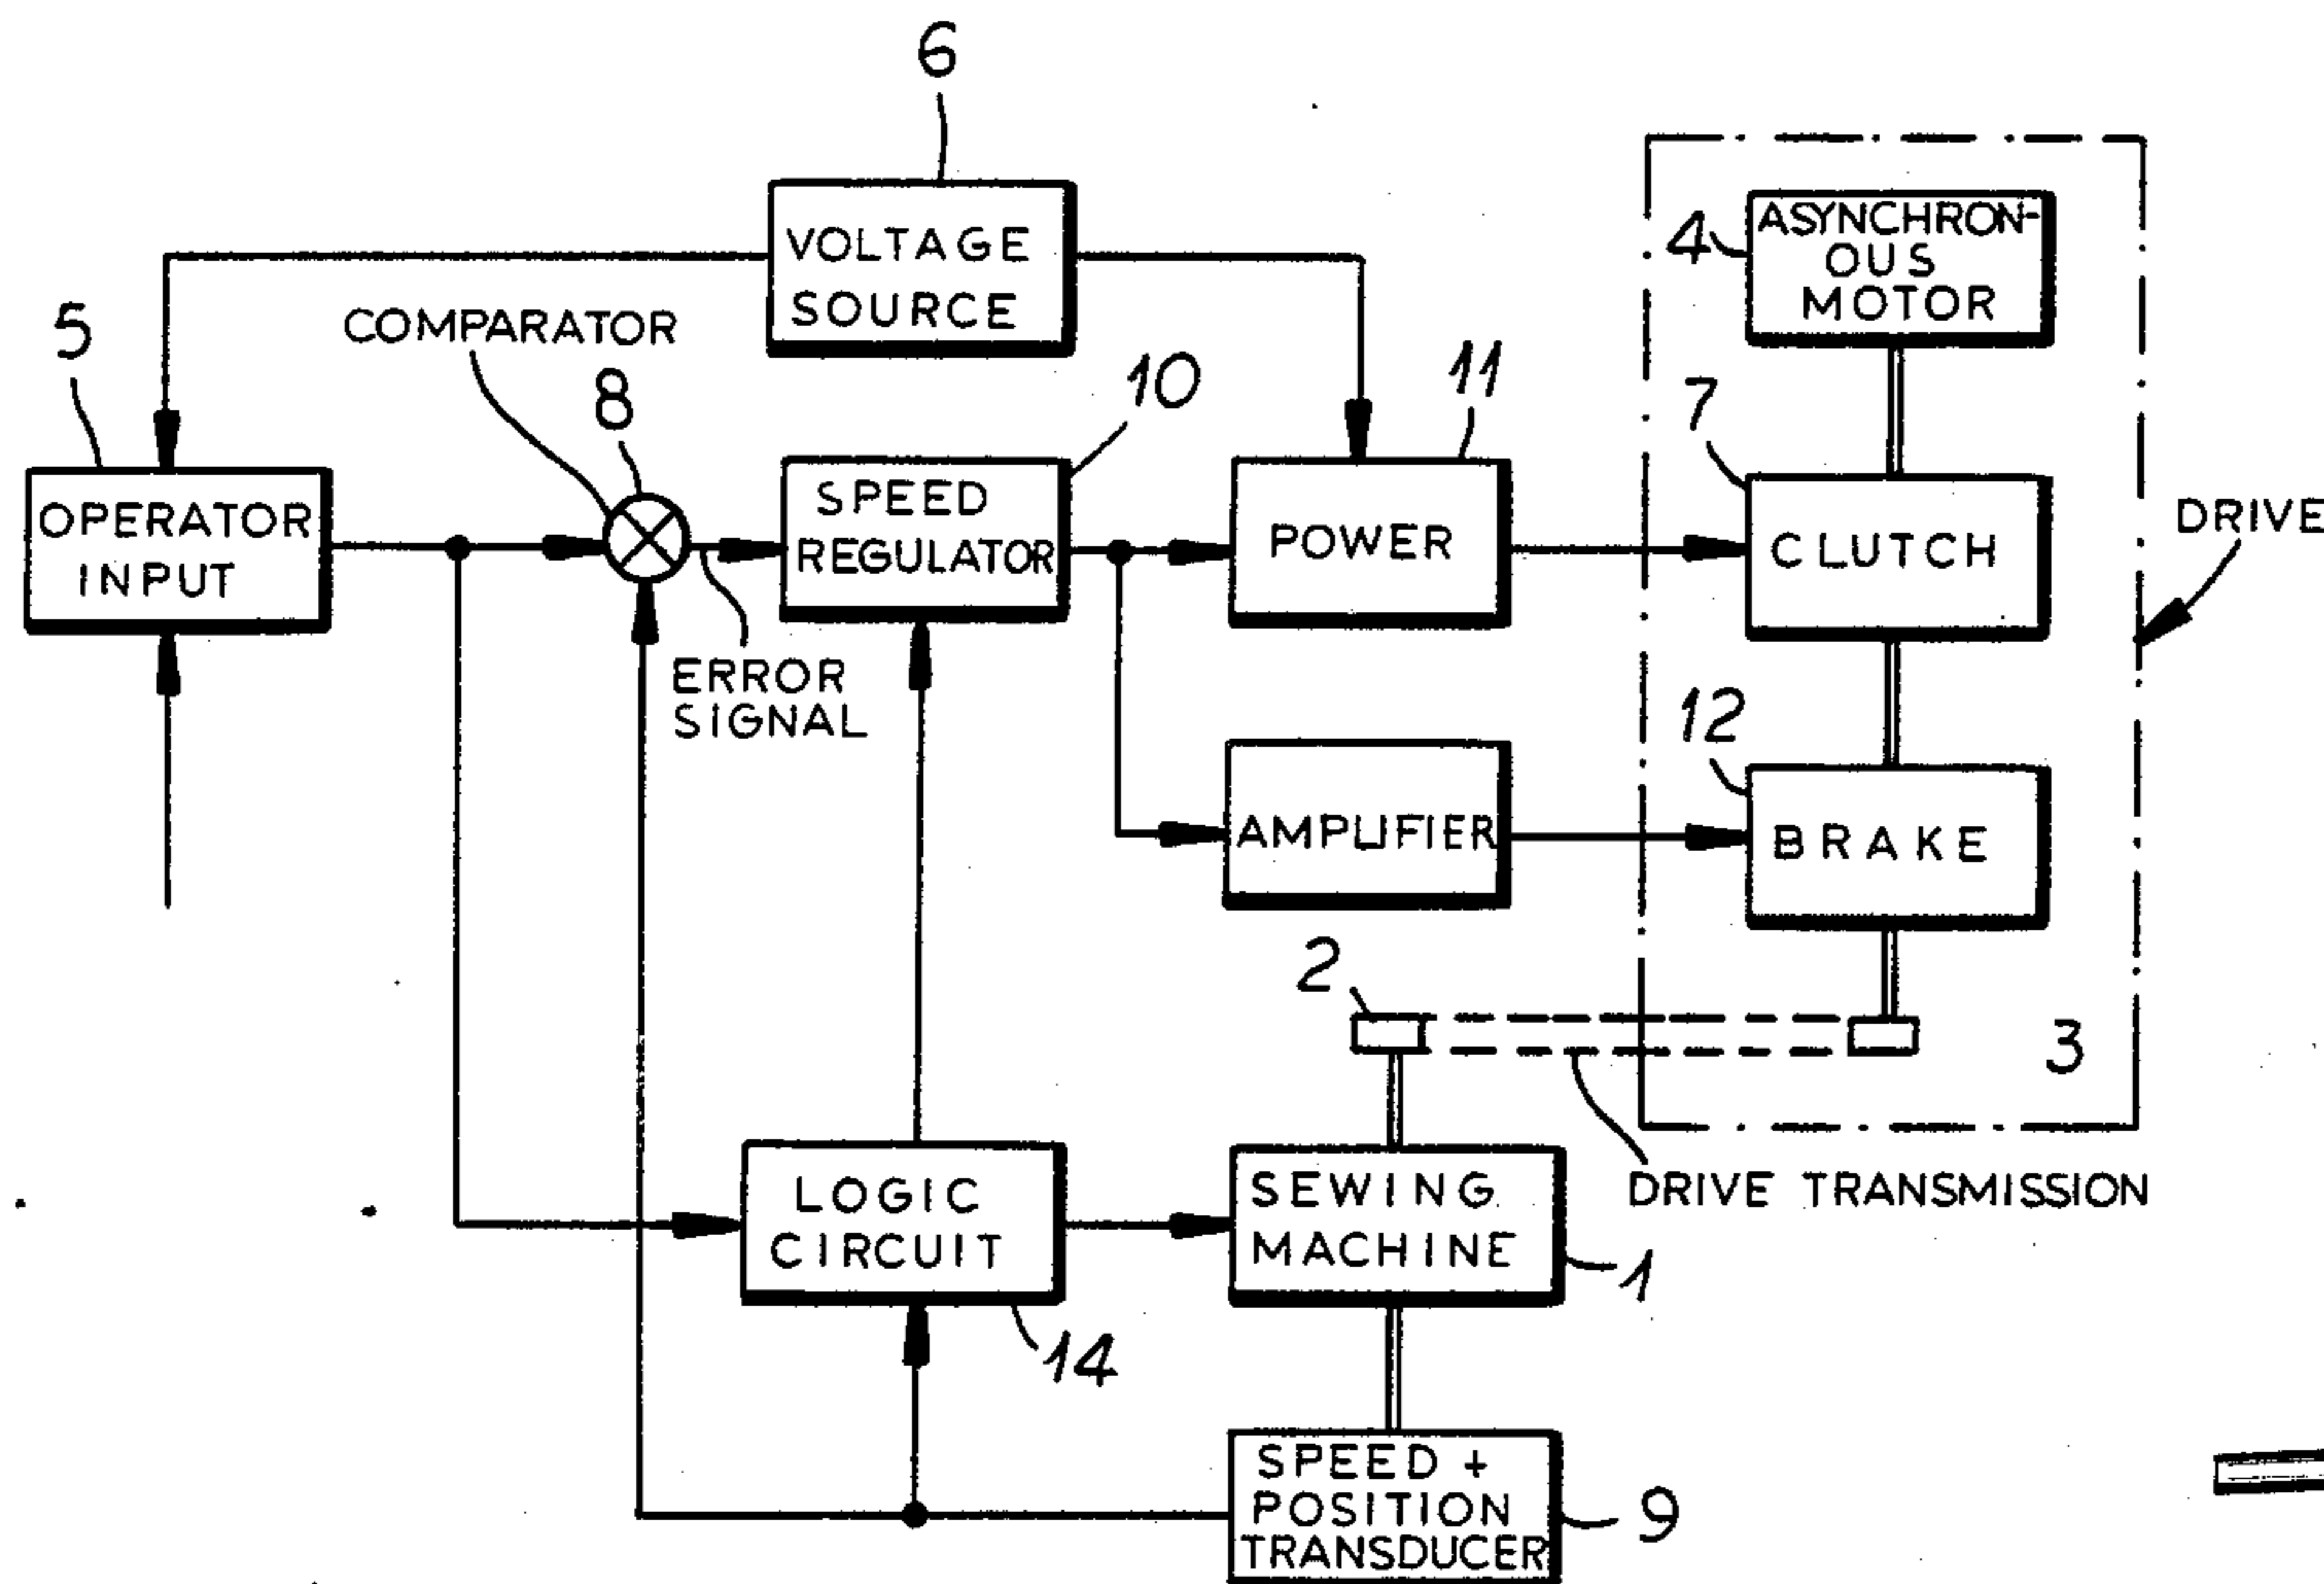 6
VOLTAGE
SOURCE
4
ASYNCHRON-
OUS
MOTOR
5
COMPARATOR
8
10
11
7
OPERATOR
INPUT
SPEED
REGULATOR
POWER
CLUTCH
DRIVE
ERROR
SIGNAL
12
AMPLIFIER
BRAKE
2
3
LOGIC
CIRCUIT
SEWING
MACHINE
DRIVE TRANSMISSION
1
14
SPEED +
POSITION
TRANSDUCER
9